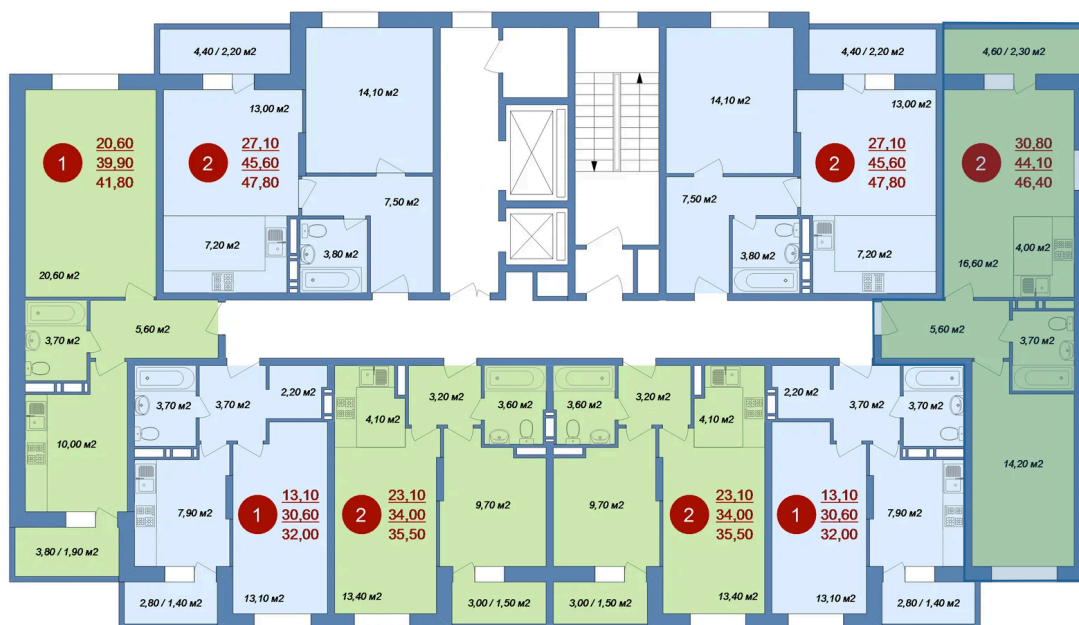 4,40 / 2,20 м2
14,10 м2
13,00 м2
2
27,10
45,60
47,80
7,20 м2
7,50 м2
3,80 м2
1
20,60
39,90
41,80
20,60 м2
3,70 м2
5,60 м2
10,00 м2
3,80 / 1,90 м2
14,10 м2
4,40 / 2,20 м2
13,00 м2
2
27,10
45,60
47,80
7,50 м2
3,80 м2
7,20 м2
4,60 / 2,30 м2
2
30,80
44,10
46,40
4,00 м2
16,60 м2
5,60 м2
3,70 м2
14,20 м2
3,70 м2
3,70 м2
2,20 м2
7,90 м2
1
13,10
30,60
32,00
13,10 м2
2,80 / 1,40 м2
4,10 м2
3,20 м2
3,60 м2
2
23,10
34,00
35,50
9,70 м2
13,40 м2
3,00 / 1,50 м2
3,60 м2
3,20 м2
4,10 м2
9,70 м2
2
23,10
34,00
35,50
3,00 / 1,50 м2
13,40 м2
2,20 м2
3,70 м2
3,70 м2
1
13,10
30,60
32,00
7,90 м2
13,10 м2
2,80 / 1,40 м2